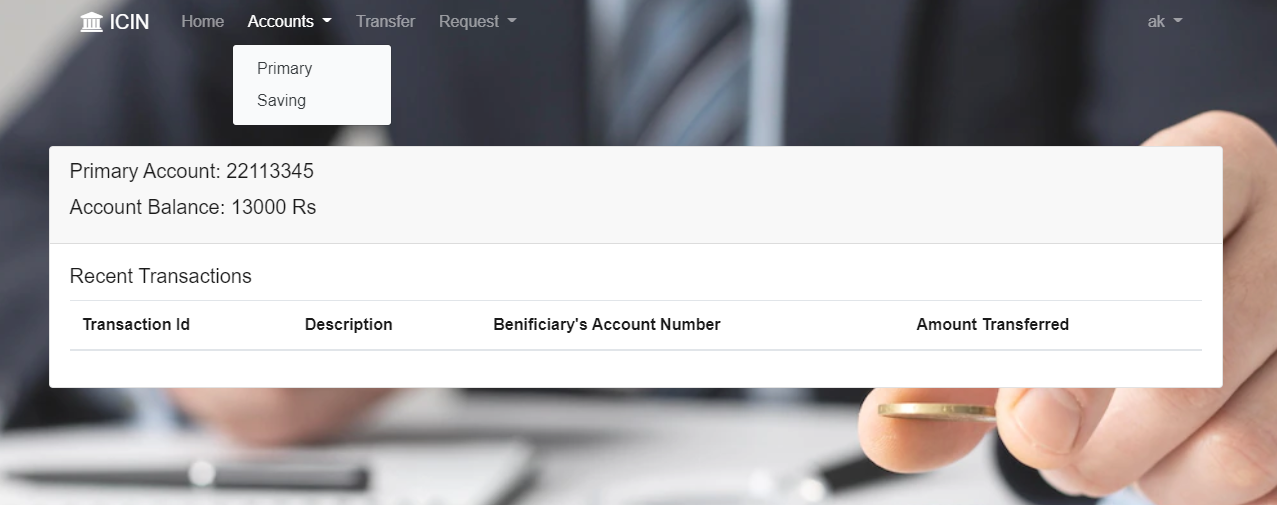 ICIN Home Accounts Transfer Request ak
Primary
Saving
Primary Account: 22113345
Account Balance: 13000 Rs
Recent Transactions
Transaction Id Description Benificiary's Account Number Amount Transferred